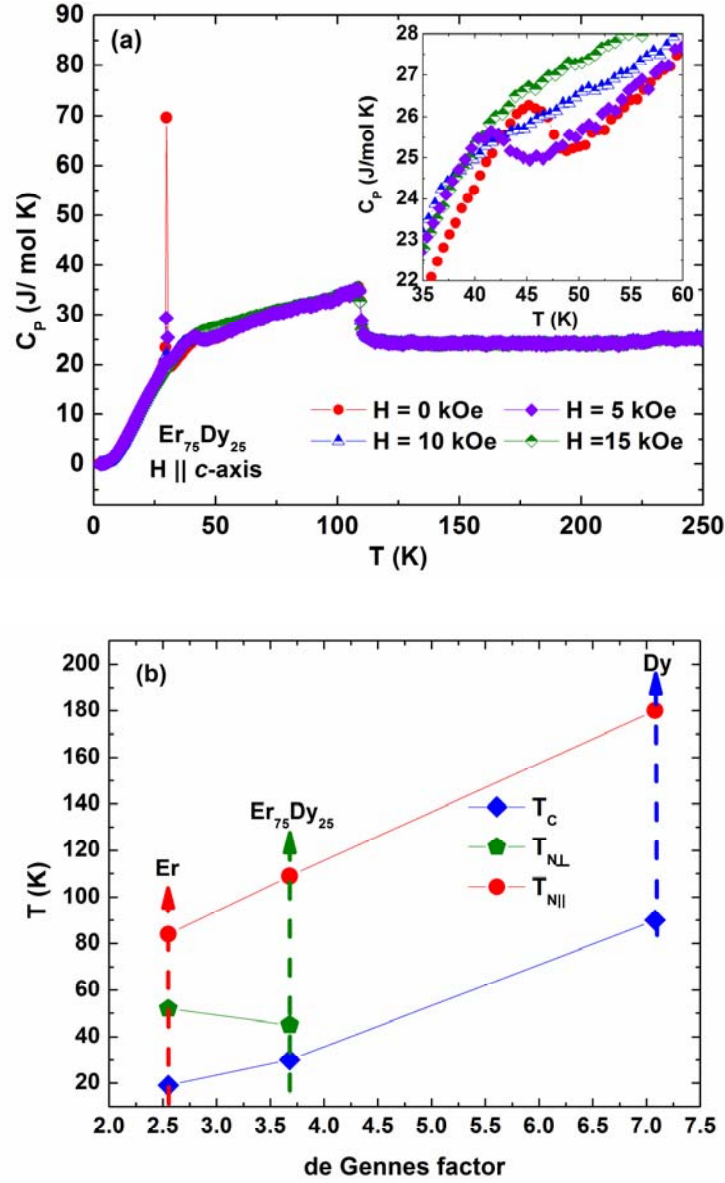 (a)
90
80
70
60
50
40
30
20
10
0
C_P (J/ mol K)
0 50 100 150 200 250
T (K)
Er₇₅Dy₂₅
H || c-axis
H = 0 kOe
H = 5 kOe
H = 10 kOe
H =15 kOe
28
27
26
25
24
23
22
C_P (J/mol K)
35 40 45 50 55 60
T (K)
(b)
200
180
160
140
120
100
80
60
40
20
T (K)
Er
Er₇₅Dy₂₅
Dy
T_C
T_N⊥
T_N||
2.0 2.5 3.0 3.5 4.0 4.5 5.0 5.5 6.0 6.5 7.0 7.5
de Gennes factor